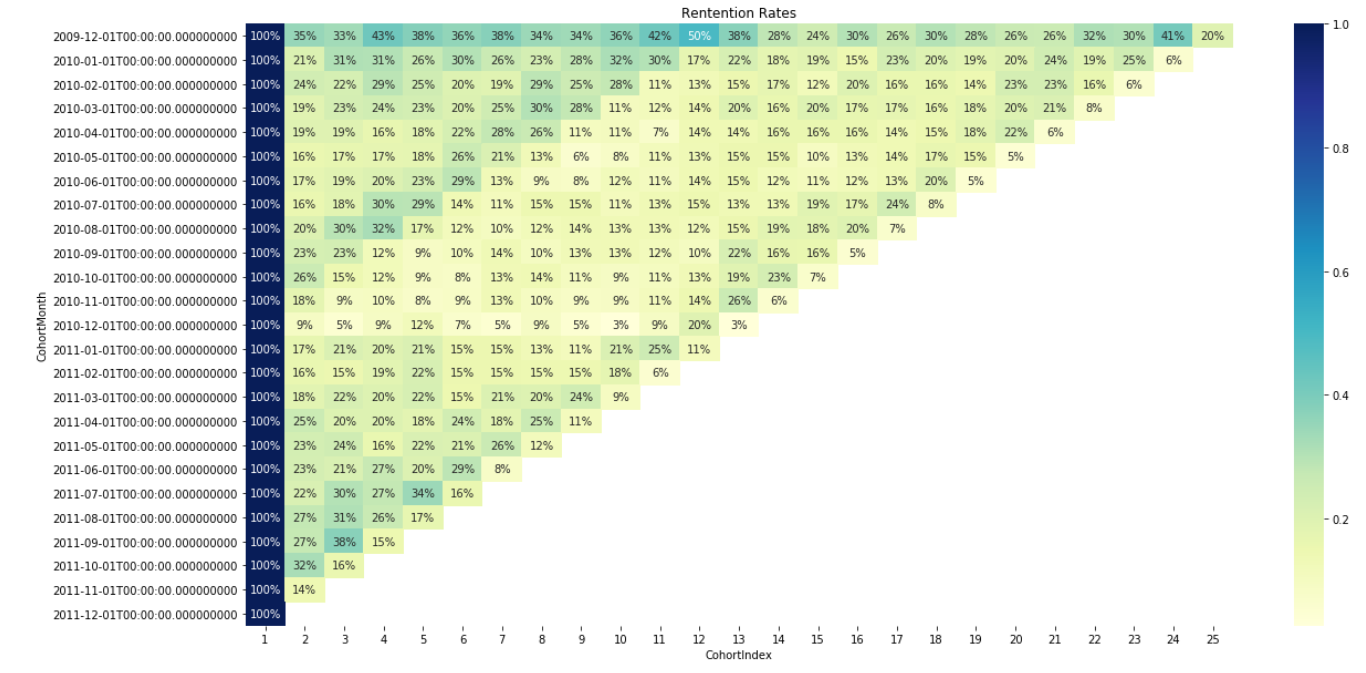 Rentention Rates
2009-12-01T00:00:00.000000000 100% 35% 33% 43% 38% 36% 38% 34% 34% 36% 42% 50% 38% 28% 24% 30% 26% 30% 28% 26% 26% 32% 30% 41% 20%
2010-01-01T00:00:00.000000000 100% 21% 31% 31% 26% 30% 26% 23% 28% 32% 30% 17% 22% 18% 19% 15% 23% 20% 19% 20% 24% 19% 25% 6%
2010-02-01T00:00:00.000000000 100% 24% 22% 29% 25% 20% 19% 29% 25% 28% 11% 13% 15% 17% 12% 20% 16% 16% 14% 23% 23% 16% 6%
2010-03-01T00:00:00.000000000 100% 19% 23% 24% 23% 20% 25% 30% 28% 11% 12% 14% 20% 16% 20% 17% 17% 16% 18% 20% 21% 8%
2010-04-01T00:00:00.000000000 100% 19% 19% 16% 18% 22% 28% 26% 11% 11% 7% 14% 14% 16% 16% 16% 14% 15% 18% 22% 6%
2010-05-01T00:00:00.000000000 100% 16% 17% 17% 18% 26% 21% 13% 6% 8% 11% 13% 15% 15% 10% 13% 14% 17% 15% 5%
2010-06-01T00:00:00.000000000 100% 17% 19% 20% 23% 29% 13% 9% 8% 12% 11% 14% 15% 12% 11% 12% 13% 20% 5%
2010-07-01T00:00:00.000000000 100% 16% 18% 30% 29% 14% 11% 15% 15% 11% 13% 15% 13% 13% 19% 17% 24% 8%
2010-08-01T00:00:00.000000000 100% 20% 30% 32% 17% 12% 10% 12% 14% 13% 13% 12% 15% 19% 18% 20% 7%
2010-09-01T00:00:00.000000000 100% 23% 23% 12% 9% 10% 14% 10% 13% 13% 12% 10% 22% 16% 16% 5%
2010-10-01T00:00:00.000000000 100% 26% 15% 12% 9% 8% 13% 14% 11% 9% 11% 13% 19% 23% 7%
2010-11-01T00:00:00.000000000 100% 18% 9% 10% 8% 9% 13% 10% 9% 9% 11% 14% 26% 6%
2010-12-01T00:00:00.000000000 100% 9% 5% 9% 12% 7% 5% 9% 5% 3% 9% 20% 3%
2011-01-01T00:00:00.000000000 100% 17% 21% 20% 21% 15% 15% 13% 11% 21% 25% 11%
2011-02-01T00:00:00.000000000 100% 16% 15% 19% 22% 15% 15% 15% 15% 18% 6%
2011-03-01T00:00:00.000000000 100% 18% 22% 20% 22% 15% 21% 20% 24% 9%
2011-04-01T00:00:00.000000000 100% 25% 20% 20% 18% 24% 18% 25% 11%
2011-05-01T00:00:00.000000000 100% 23% 24% 16% 22% 21% 26% 12%
2011-06-01T00:00:00.000000000 100% 23% 21% 27% 20% 29% 8%
2011-07-01T00:00:00.000000000 100% 22% 30% 27% 34% 16%
2011-08-01T00:00:00.000000000 100% 27% 31% 26% 17%
2011-09-01T00:00:00.000000000 100% 27% 38% 15%
2011-10-01T00:00:00.000000000 100% 32% 16%
2011-11-01T00:00:00.000000000 100% 14%
2011-12-01T00:00:00.000000000 100%
1 2 3 4 5 6 7 8 9 10 11 12 13 14 15 16 17 18 19 20 21 22 23 24 25
CohortIndex
CohortMonth
1.0
0.8
0.6
0.4
0.2